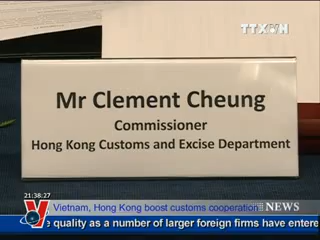 TTXVN
Mr Clement Cheung
Commissioner
Hong Kong Customs and Excise Department
21:38:27
Vietnam, Hong Kong boost customs cooperation
NEWS
e quality as a number of larger foreign firms have entere